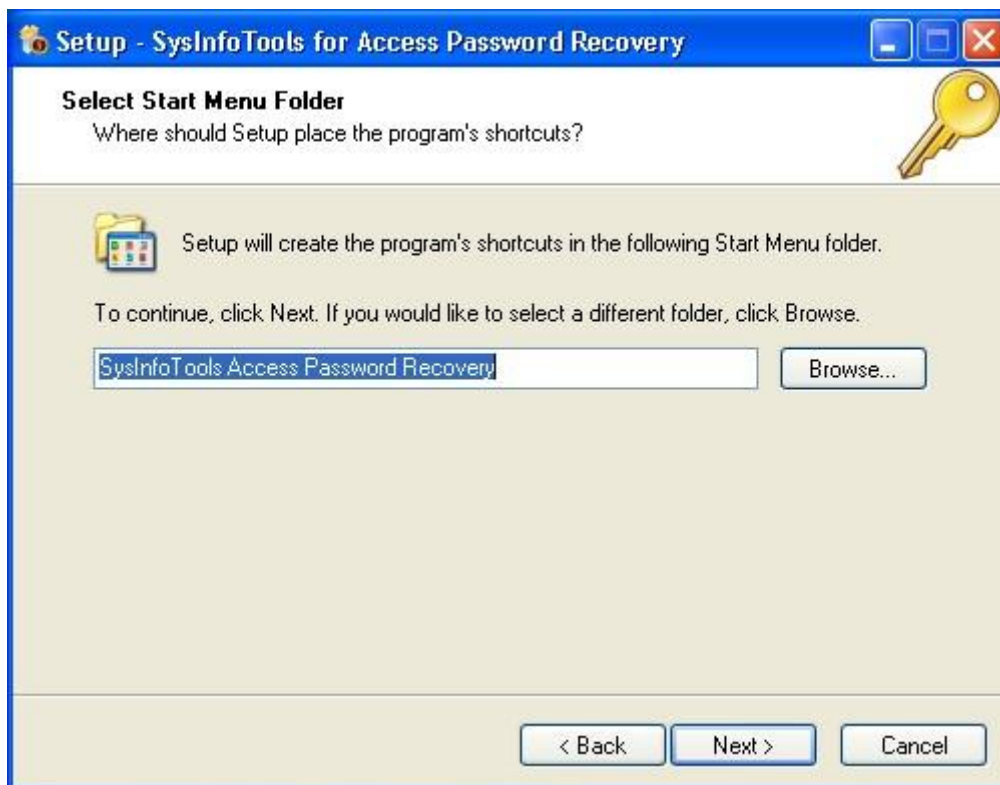 Setup - SysInfoTools for Access Password Recovery
Select Start Menu Folder
Where should Setup place the program's shortcuts?
Setup will create the program's shortcuts in the following Start Menu folder.
To continue, click Next. If you would like to select a different folder, click Browse.
SysInfoTools Access Password Recovery
Browse...
< Back
Next >
Cancel